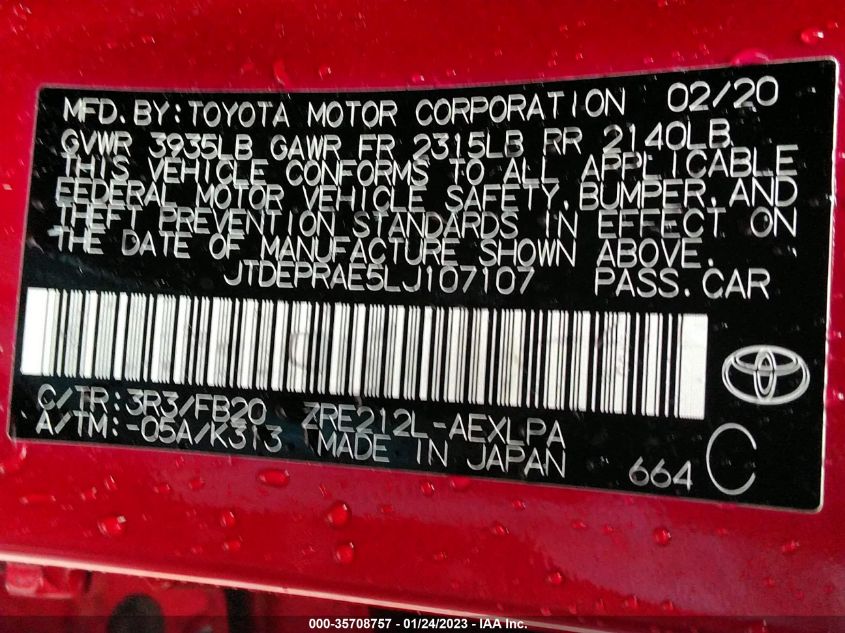 MFD. BY: TOYOTA MOTOR CORPORATION 02/20
GVWR 3935LB GAWR FR 2315LB RR 2140LB
THIS VEHICLE CONFORMS TO ALL APPLICABLE
FEDERAL MOTOR VEHICLE SAFETY, BUMPER, AND
THEFT PREVENTION STANDARDS IN EFFECT ON
THE DATE OF MANUFACTURE SHOWN ABOVE.
JTDEPRAE5LJ107107 PASS.CAR
C/TR: 3R3/FB20 ZRE212L-AEXLPA
A/TM: -05A/K313 MADE IN JAPAN 664 C
000-35708757 - 01/24/2023 - IAA Inc.